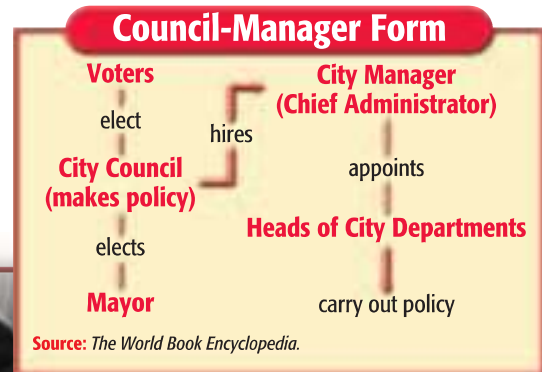 Council-Manager Form
Voters
elect
City Council
(makes policy)
elects
Mayor
hires
City Manager
(Chief Administrator)
appoints
Heads of City Departments
carry out policy
Source: The World Book Encyclopedia.